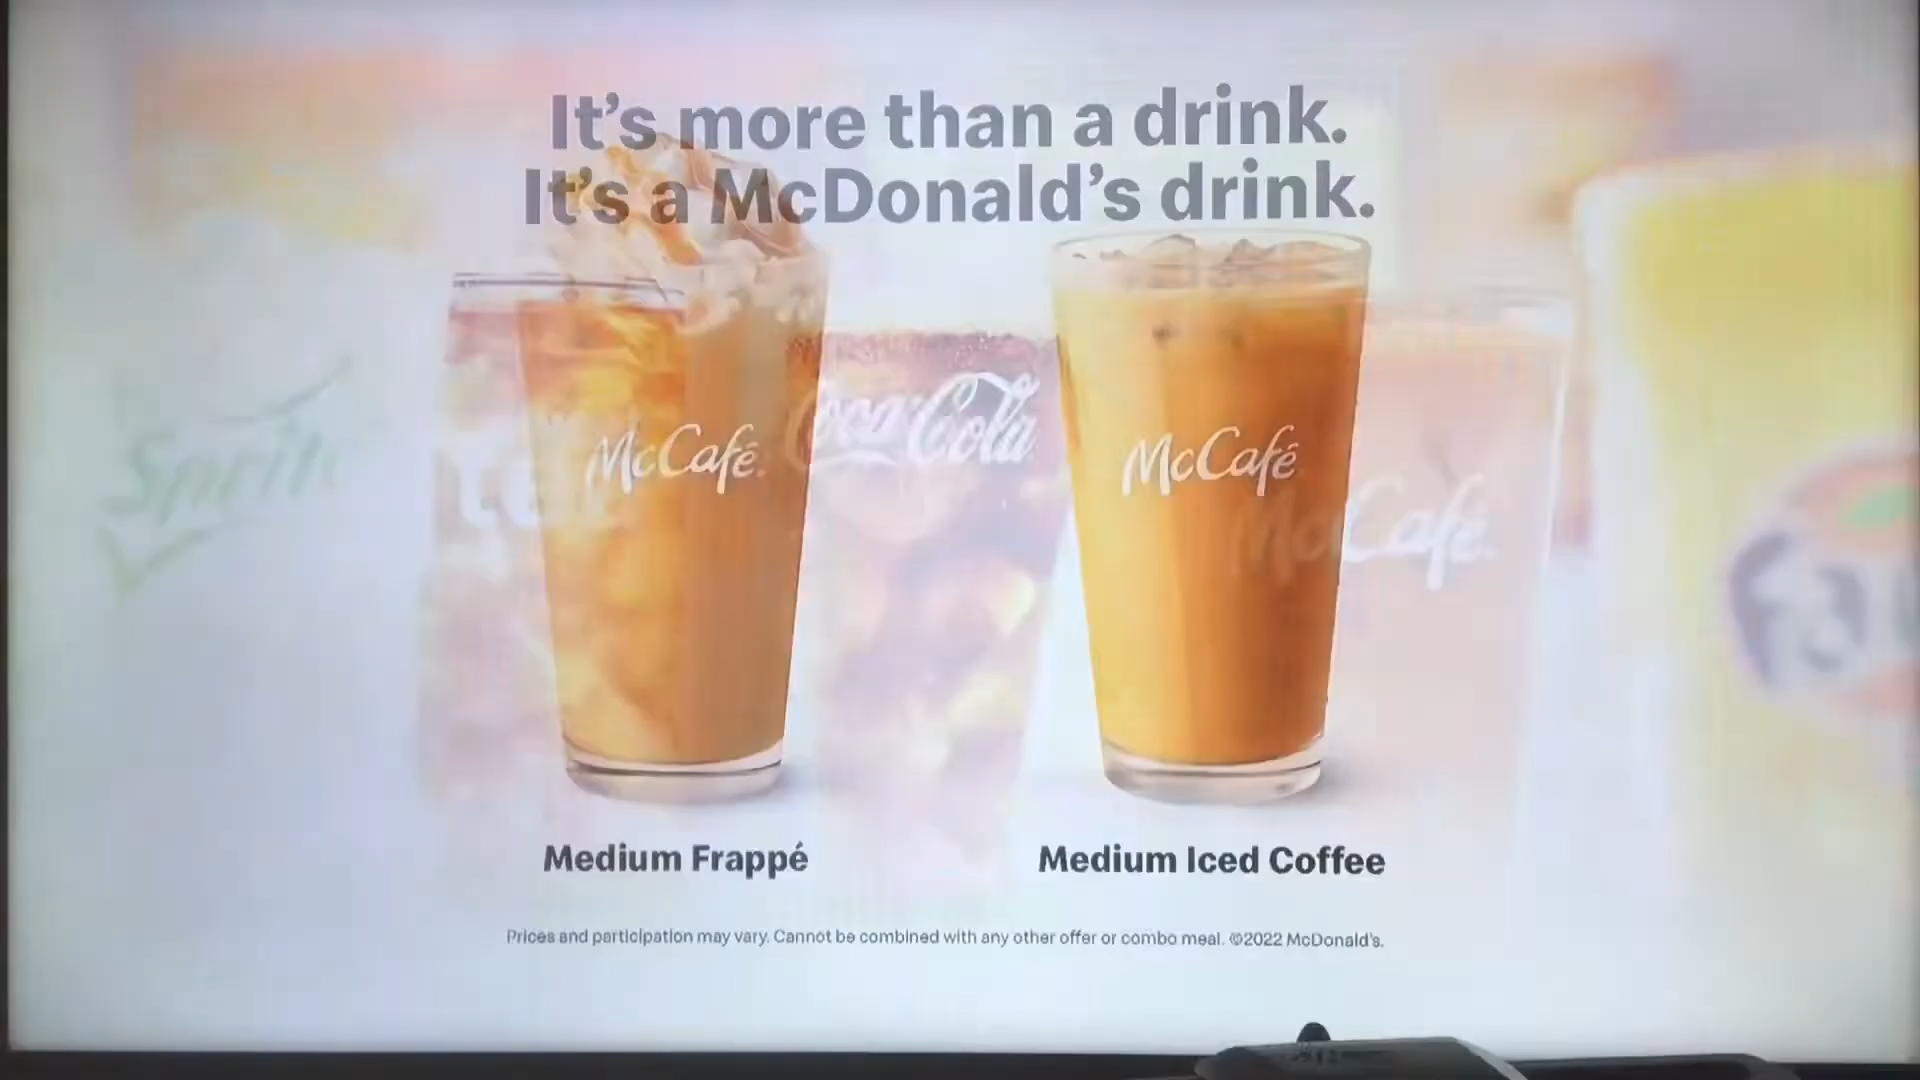 It's more than a drink.
It's a McDonald's drink.
Sprite
McCafé.
Coca-Cola
McCafé
McCafé.
Medium Frappé
Medium Iced Coffee
Prices and participation may vary. Cannot be combined with any other offer or combo meal. ©2022 McDonald's.